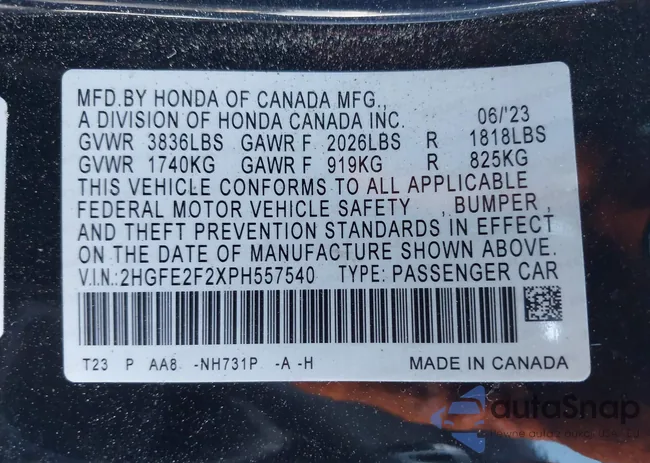 MFD.BY HONDA OF CANADA MFG.,
A DIVISION OF HONDA CANADA INC. 06/'23
GVWR 3836LBS GAWR F 2026LBS R 1818LBS
GVWR 1740KG GAWR F 919KG R 825KG
THIS VEHICLE CONFORMS TO ALL APPLICABLE
FEDERAL MOTOR VEHICLE SAFETY , BUMPER ,
AND THEFT PREVENTION STANDARDS IN EFFECT
ON THE DATE OF MANUFACTURE SHOWN ABOVE.
V.I.N:2HGFE2F2XPH557540 TYPE: PASSENGER CAR
T23 P AA8 -NH731P -A -H MADE IN CANADA
autoSnap